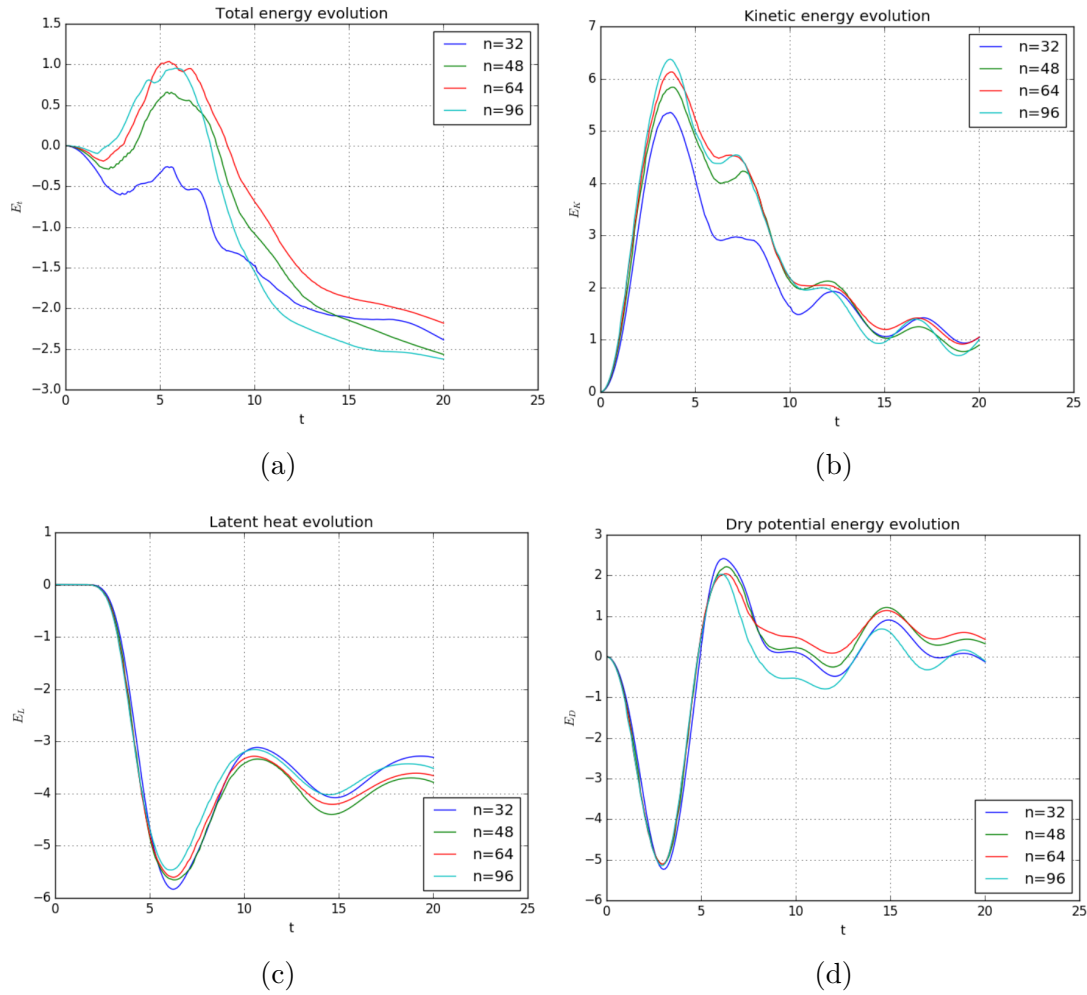 Total energy evolution
1.5
1.0
0.5
0.0
−0.5
−1.0
−1.5
−2.0
−2.5
−3.0
E_t
0 5 10 15 20 25
t
n=32
n=48
n=64
n=96
(a)
Kinetic energy evolution
7
6
5
4
3
2
1
0
E_K
0 5 10 15 20 25
t
n=32
n=48
n=64
n=96
(b)
Latent heat evolution
1
0
−1
−2
−3
−4
−5
−6
E_L
0 5 10 15 20 25
t
n=32
n=48
n=64
n=96
(c)
Dry potential energy evolution
3
2
1
0
−1
−2
−3
−4
−5
−6
E_D
0 5 10 15 20 25
t
n=32
n=48
n=64
n=96
(d)